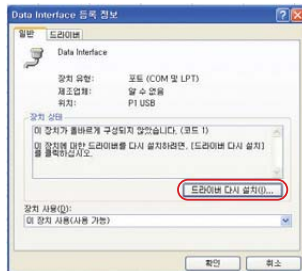 Data Interface 등록 정보
일반 드라이버
Data Interface
장치 유형: 포트 (COM 및 LPT)
제조업체: 알 수 없음
위치: P1 USB
장치 상태
이 장치가 올바르게 구성되지 않았습니다. (코드 1)
이 장치에 대한 드라이버를 다시 설치하려면, [드라이버 다시 설치]
를 클릭하십시오.
드라이버 다시 설치(I)...
장치 사용(D):
이 장치 사용(사용 가능)
확인 취소